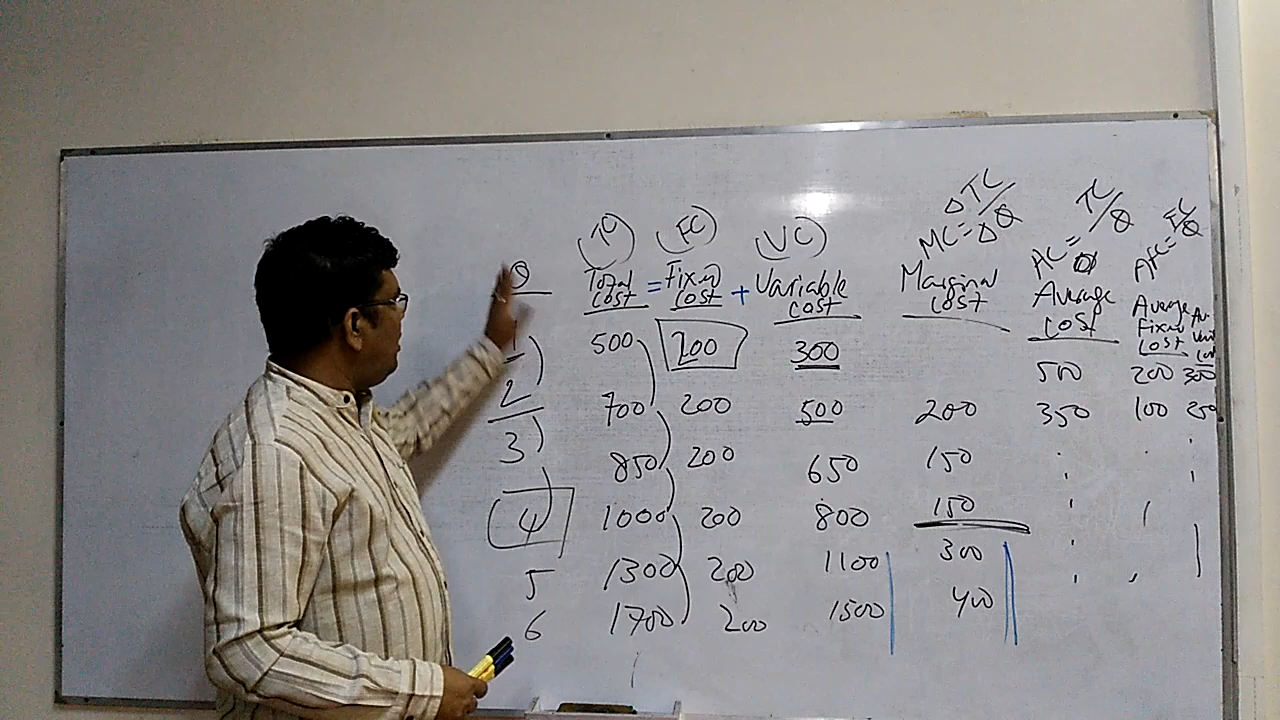 (TC) (FC) (VC) MC = ΔTC/ΔQ AC = TC/Q AFC = FC/Q
Q Total Cost = Fixed Cost + Variable Cost Marginal Cost Average Cost Average Fixed Cost
1 500 200 300 500 200 300
2 700 200 500 200 350 100 250
3 850 200 650 150
4 1000 200 800 150
5 1300 200 1100 300
6 1700 200 1500 400